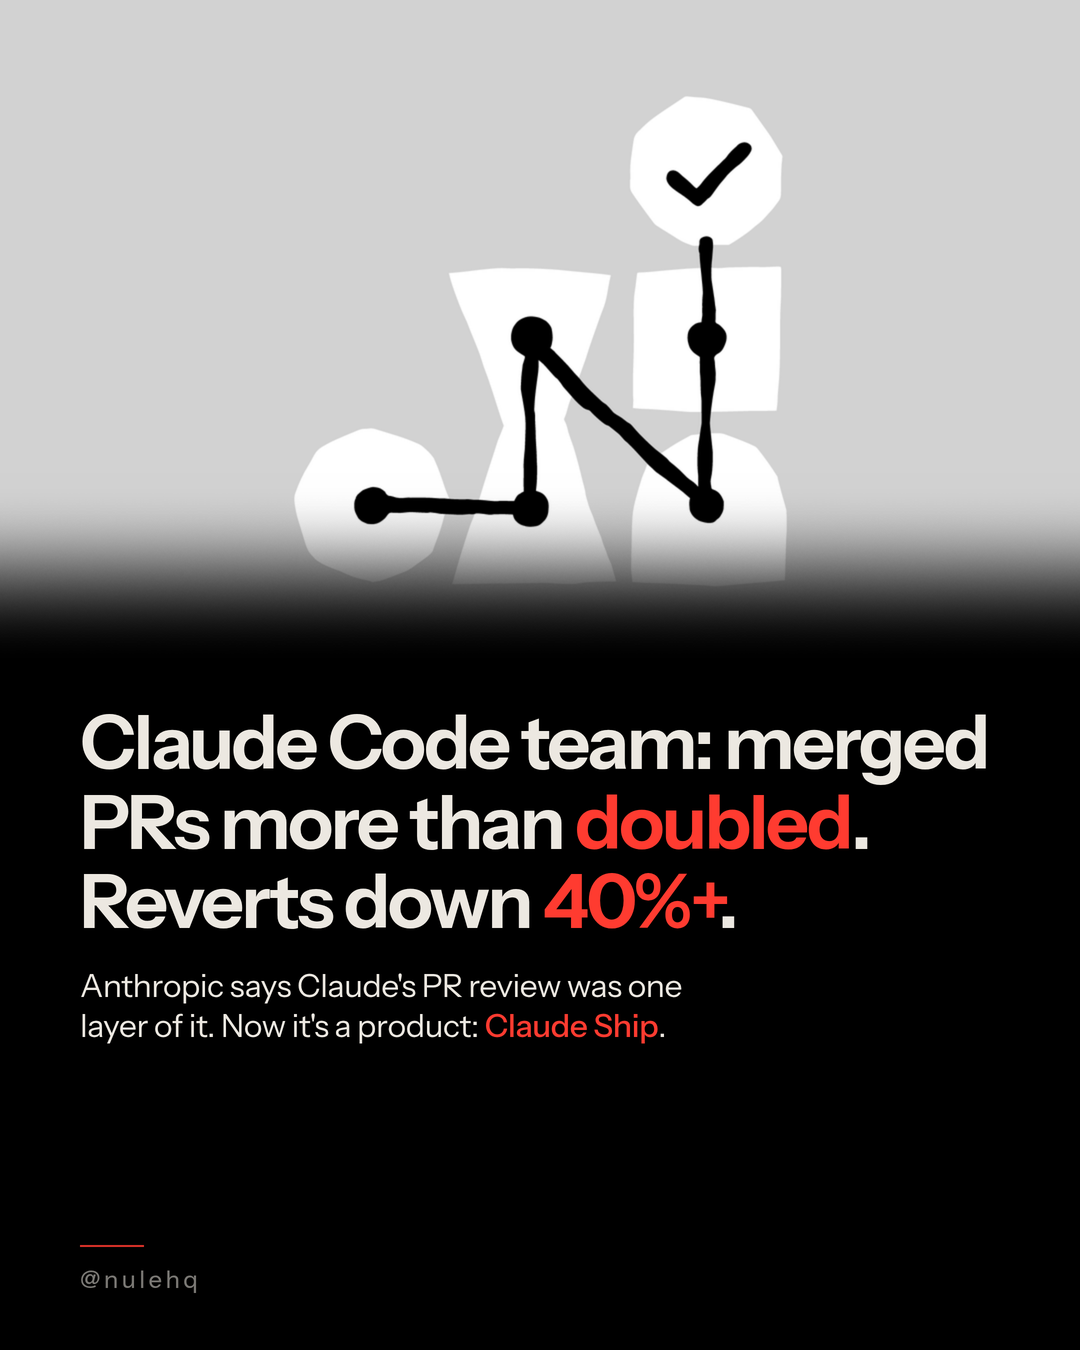 Claude Code team: merged
PRs more than doubled.
Reverts down 40%+.
Anthropic says Claude's PR review was one
layer of it. Now it's a product: Claude Ship.
@nulehq